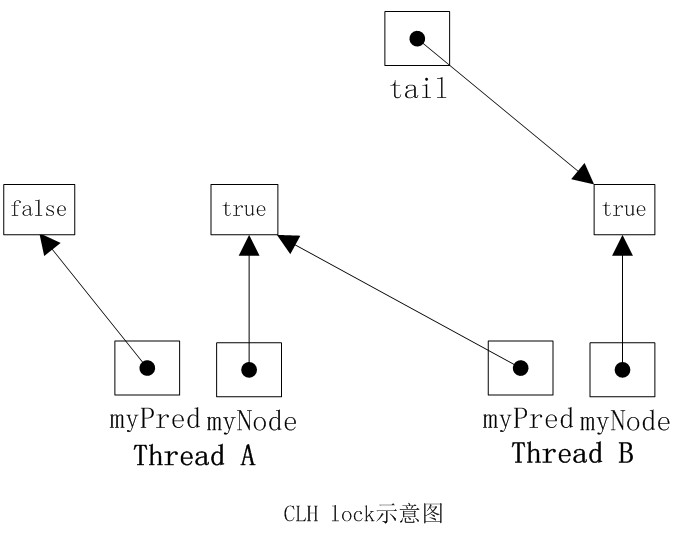 tail
false
true
true
myPred myNode
myPred myNode
Thread A
Thread B
CLH lock示意图